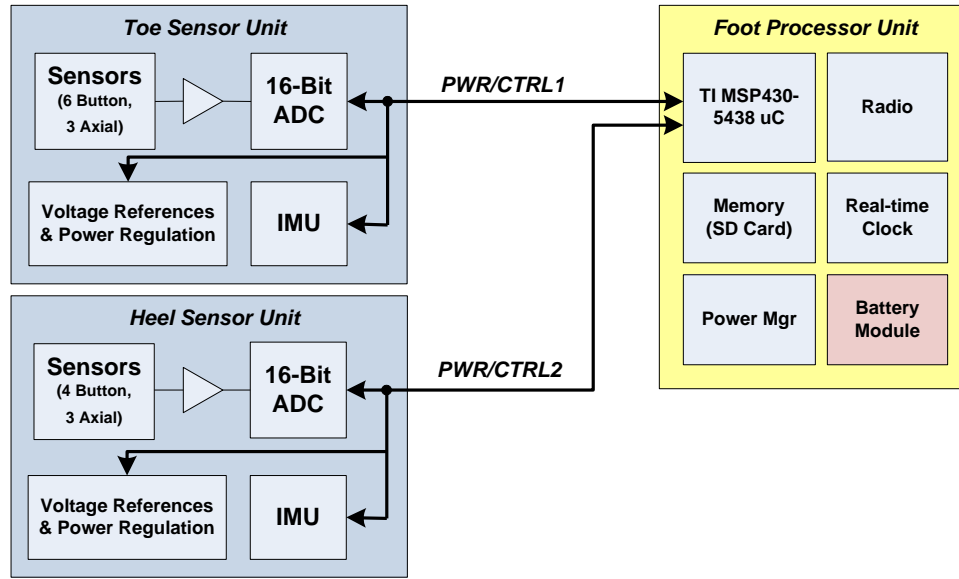 Toe Sensor Unit
Sensors
(6 Button,
3 Axial)
16-Bit
ADC
Voltage References
& Power Regulation
IMU
PWR/CTRL1
Foot Processor Unit
TI MSP430-
5438 uC
Radio
Memory
(SD Card)
Real-time
Clock
Power Mgr
Battery
Module
Heel Sensor Unit
Sensors
(4 Button,
3 Axial)
16-Bit
ADC
Voltage References
& Power Regulation
IMU
PWR/CTRL2